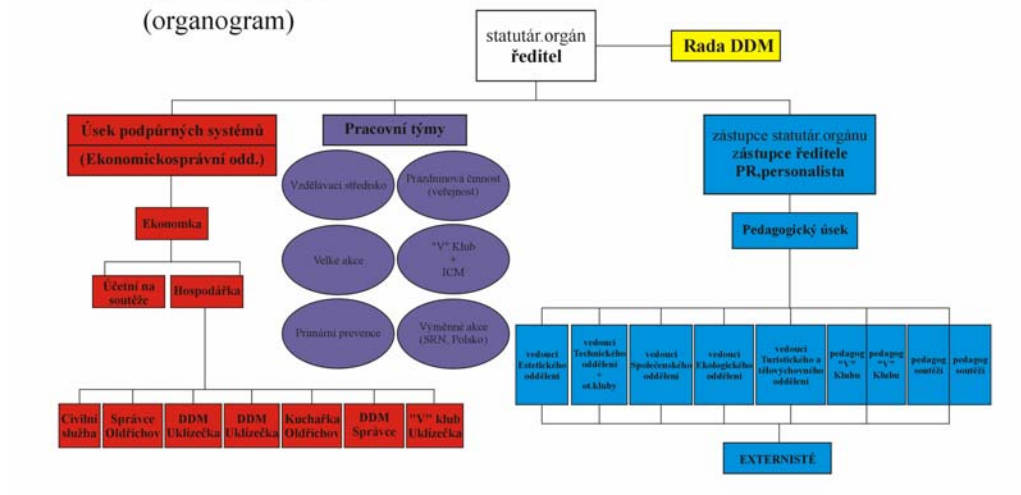 (organogram)
statutár.orgán
ředitel
Rada DDM
Úsek podpůrných systémů
(Ekonomickosprávní odd.)
Pracovní týmy
zástupce statutár.orgánu
zástupce ředitele
PR,personalista
Vzdělávací středisko
Prázdninová činnost
(veřejnost)
Ekonomka
Pedagogický úsek
Velké akce
"V" Klub
+
ICM
Účetní na
soutěže
Hospodářka
Primární prevence
Výměnné akce
(SRN, Polsko)
vedoucí
Estetického
oddělení
vedoucí
Technického
oddělení
+
ot.kluby
vedoucí
Společenského
oddělení
vedoucí
Ekologického
oddělení
vedoucí
Turistického a
tělovýchovného
oddělení
pedagog
"V"
Klubu
pedagog
"V"
Klubu
pedagog
soutěží
pedagog
soutěží
Civilní
služba
Správce
Oldřichov
DDM
Uklízečka
DDM
Uklízečka
Kuchařka
Oldřichov
DDM
Správce
"V" klub
Uklízečka
EXTERNISTÉ